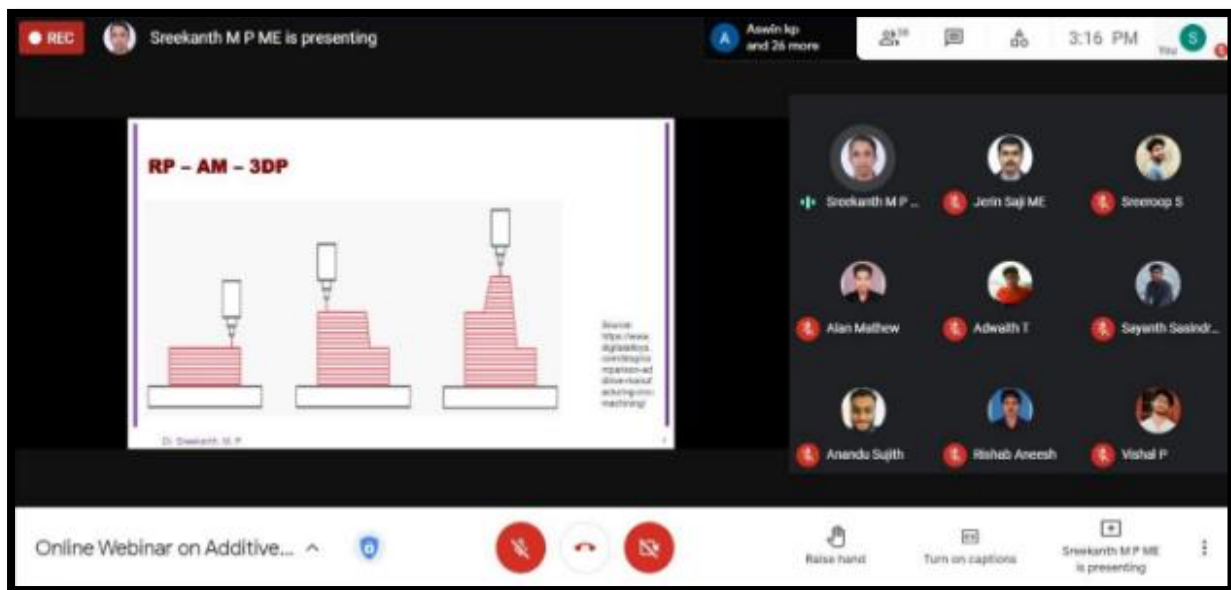 REC
Sreekanth M P ME is presenting
A
Aswin kp
and 26 more
3:16 PM
You
S
RP – AM – 3DP
Source:
https://www.
Dr. Sreekanth. M. P
Sreekanth M P ...
Jerin Saji ME
Sreeroop S
Alan Mathew
Adwaith T
Sayanth Sasindr...
Anandu Sujith
Rishab Aneesh
Vishal P
Online Webinar on Additive...
Raise hand
Turn on captions
Sreekanth M P ME
is presenting